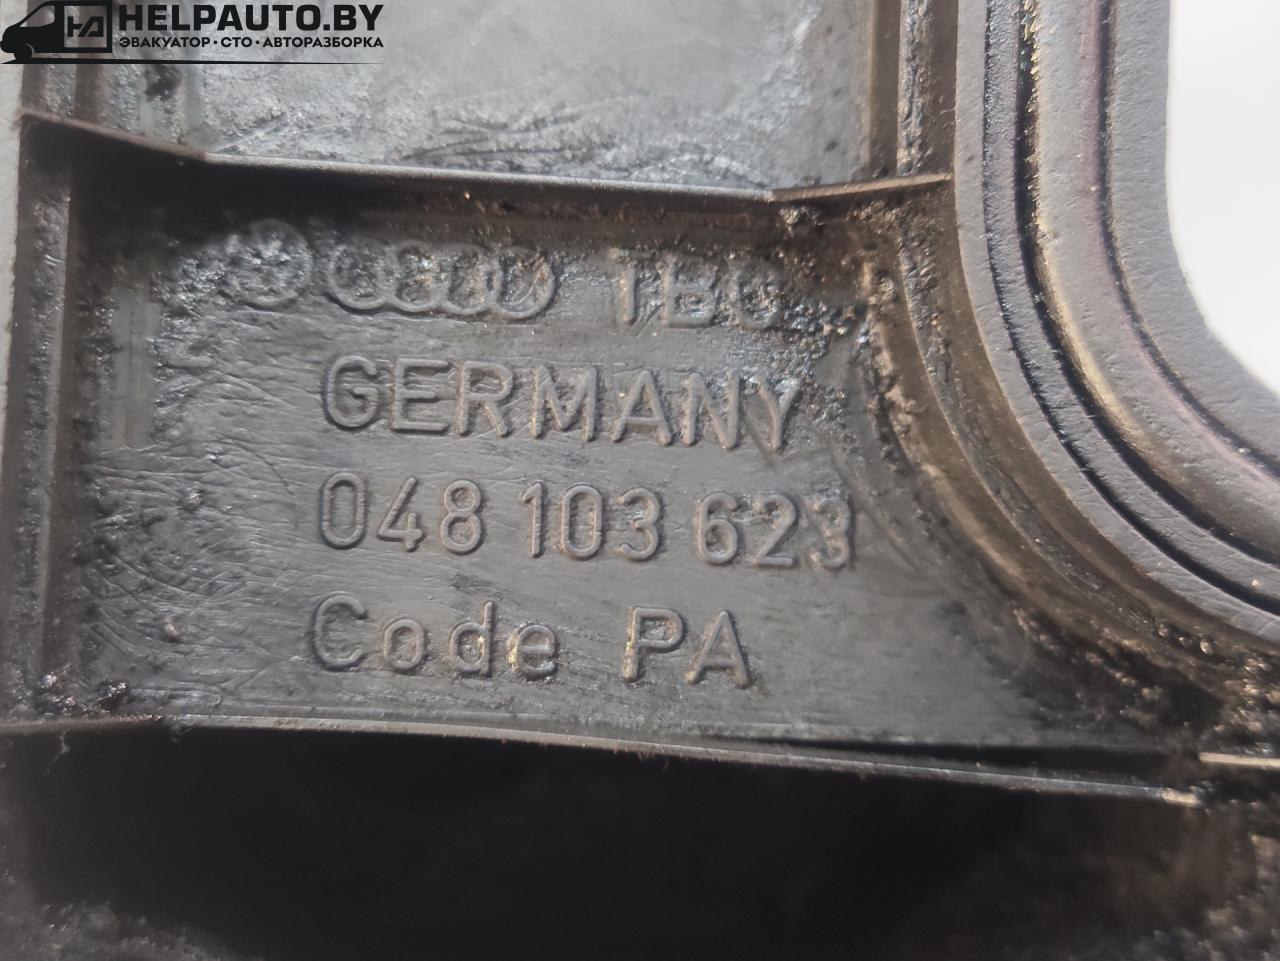 HELPAUTO.BY
ЭВАКУАТОР · СТО · АВТОРАЗБОРКА
GERMANY
048 103 623
Code PA